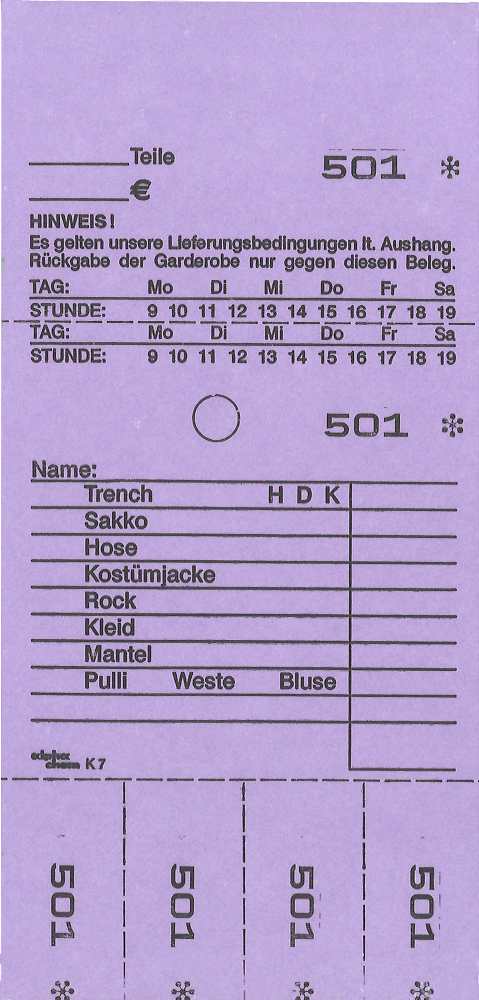 Teile 501 *
€
HINWEIS!
Es gelten unsere Lieferungsbedingungen lt. Aushang.
Rückgabe der Garderobe nur gegen diesen Beleg.
TAG: Mo Di Mi Do Fr Sa
STUNDE: 9 10 11 12 13 14 15 16 17 18 19
TAG: Mo Di Mi Do Fr Sa
STUNDE: 9 10 11 12 13 14 15 16 17 18 19
501 *
Name:
Trench H D K
Sakko
Hose
Kostümjacke
Rock
Kleid
Mantel
Pulli Weste Bluse
K7
501 *
501 *
501 *
501 *